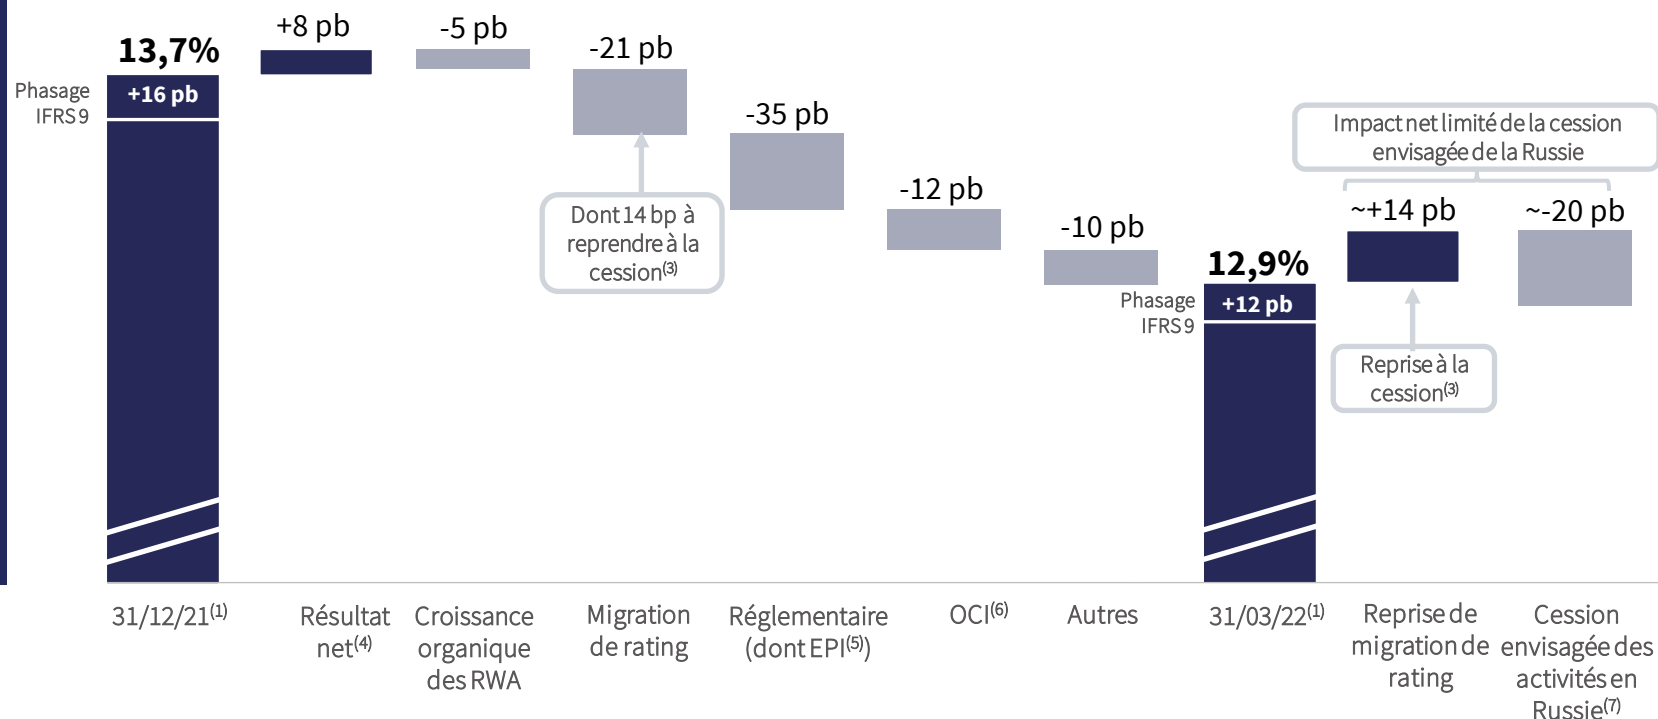 13,7%
Phasage
IFRS 9
+16 pb
+8 pb
-5 pb
-21 pb
Dont 14 bp à
reprendre à la
cession(3)
-35 pb
-12 pb
-10 pb
12,9%
Phasage
IFRS 9
+12 pb
Impact net limité de la cession
envisagée de la Russie
~+14 pb
~-20 pb
Reprise à la
cession(3)
31/12/21(1)
Résultat
net(4)
Croissance
organique
des RWA
Migration
de rating
Réglementaire
(dont EPI(5))
OCI(6)
Autres
31/03/22(1)
Reprise de
migration de
rating
Cession
envisagée des
activités en
Russie(7)